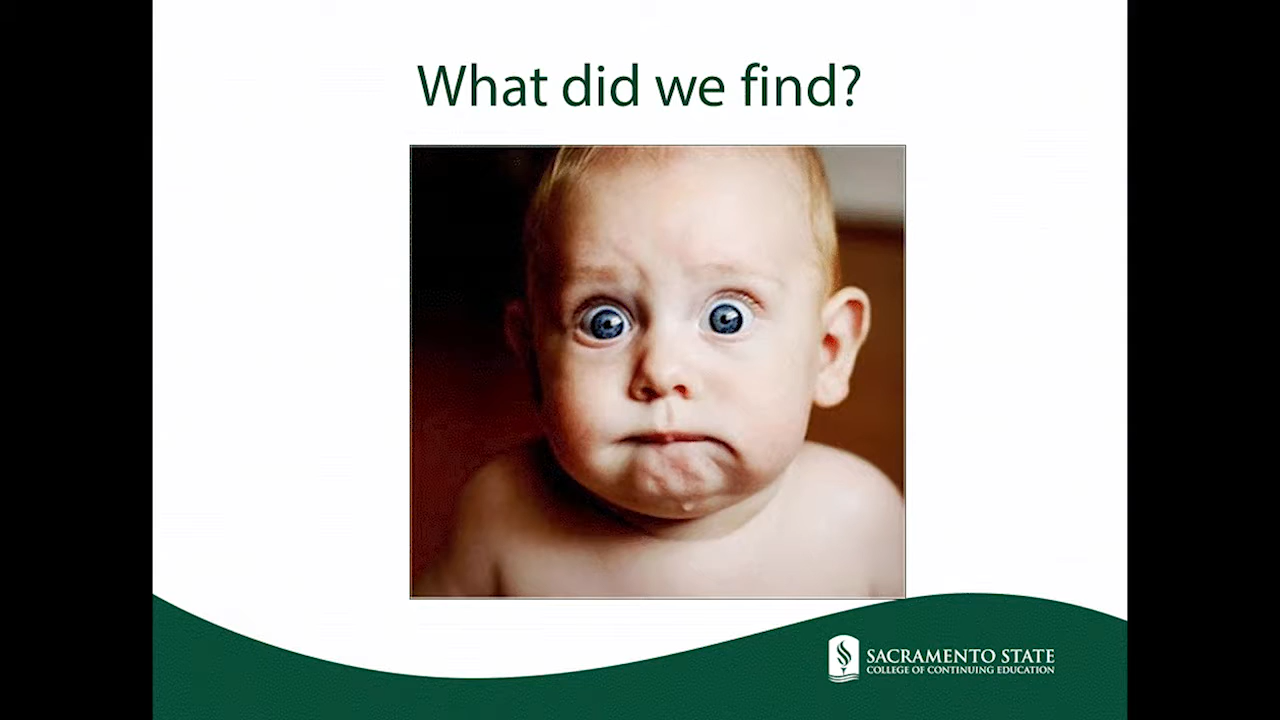 What did we find?
SACRAMENTO STATE
COLLEGE OF CONTINUING EDUCATION